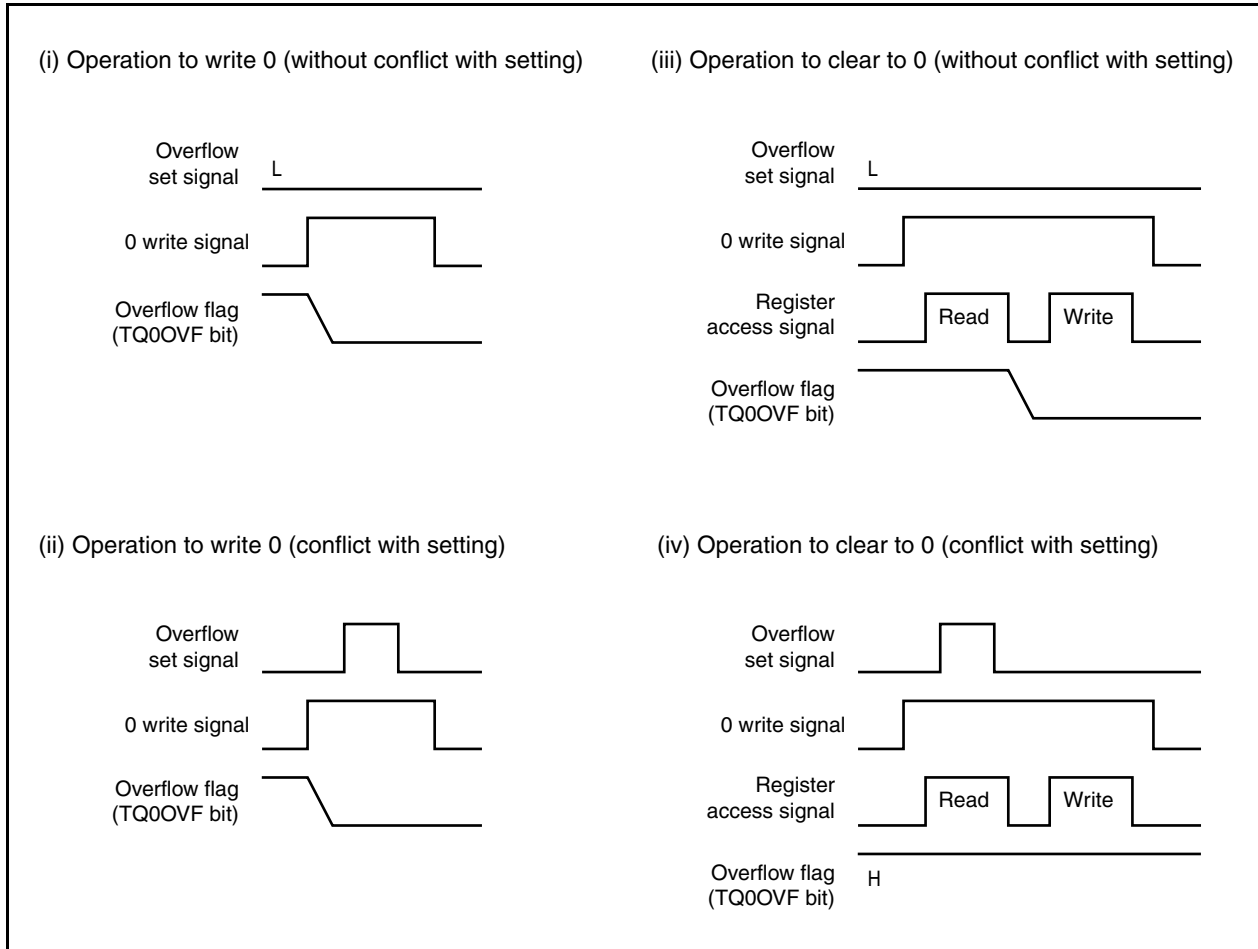 (i) Operation to write 0 (without conflict with setting)
Overflow
set signal
L
0 write signal
Overflow flag
(TQ0OVF bit)
(iii) Operation to clear to 0 (without conflict with setting)
Overflow
set signal
L
0 write signal
Register
access signal
Read
Write
Overflow flag
(TQ0OVF bit)
(ii) Operation to write 0 (conflict with setting)
Overflow
set signal
0 write signal
Overflow flag
(TQ0OVF bit)
(iv) Operation to clear to 0 (conflict with setting)
Overflow
set signal
0 write signal
Register
access signal
Read
Write
Overflow flag
(TQ0OVF bit)
H